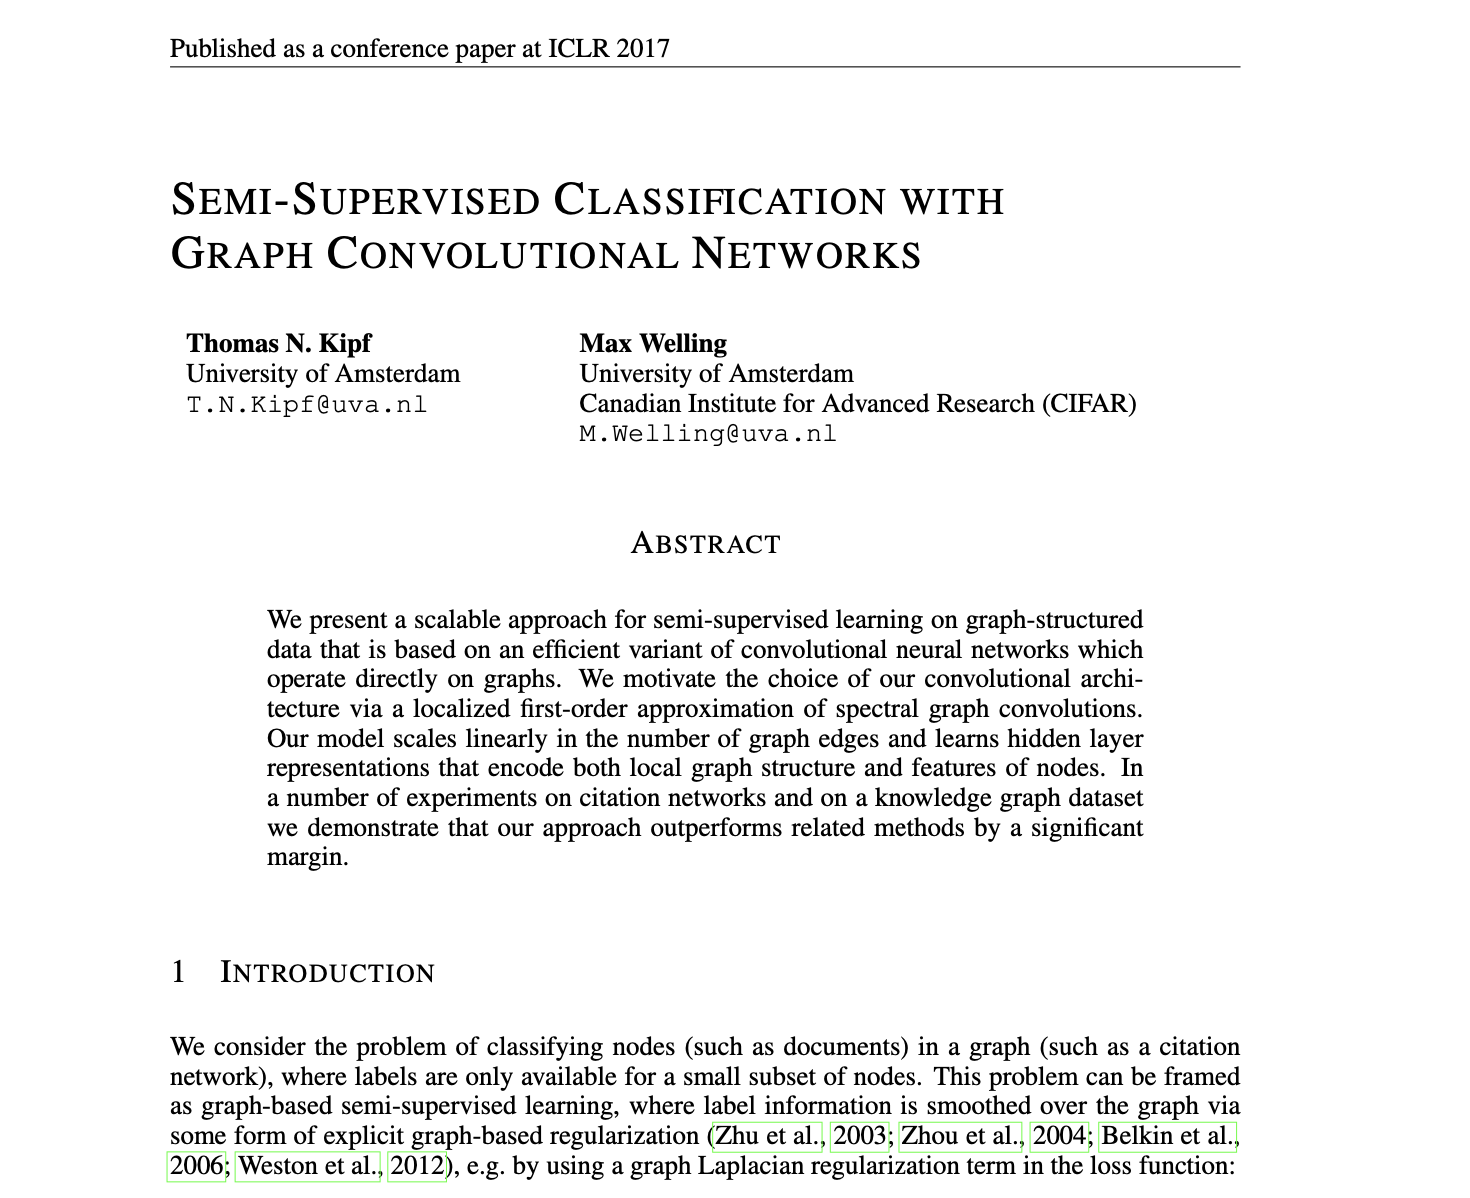 Published as a conference paper at ICLR 2017
SEMI-SUPERVISED CLASSIFICATION WITH
GRAPH CONVOLUTIONAL NETWORKS
Thomas N. Kipf
University of Amsterdam
T.N.Kipf@uva.nl
Max Welling
University of Amsterdam
Canadian Institute for Advanced Research (CIFAR)
M.Welling@uva.nl
ABSTRACT
We present a scalable approach for semi-supervised learning on graph-structured
data that is based on an efficient variant of convolutional neural networks which
operate directly on graphs. We motivate the choice of our convolutional archi-
tecture via a localized first-order approximation of spectral graph convolutions.
Our model scales linearly in the number of graph edges and learns hidden layer
representations that encode both local graph structure and features of nodes. In
a number of experiments on citation networks and on a knowledge graph dataset
we demonstrate that our approach outperforms related methods by a significant
margin.
1 INTRODUCTION
We consider the problem of classifying nodes (such as documents) in a graph (such as a citation
network), where labels are only available for a small subset of nodes. This problem can be framed
as graph-based semi-supervised learning, where label information is smoothed over the graph via
some form of explicit graph-based regularization (Zhu et al., 2003; Zhou et al., 2004; Belkin et al.,
2006; Weston et al., 2012), e.g. by using a graph Laplacian regularization term in the loss function: